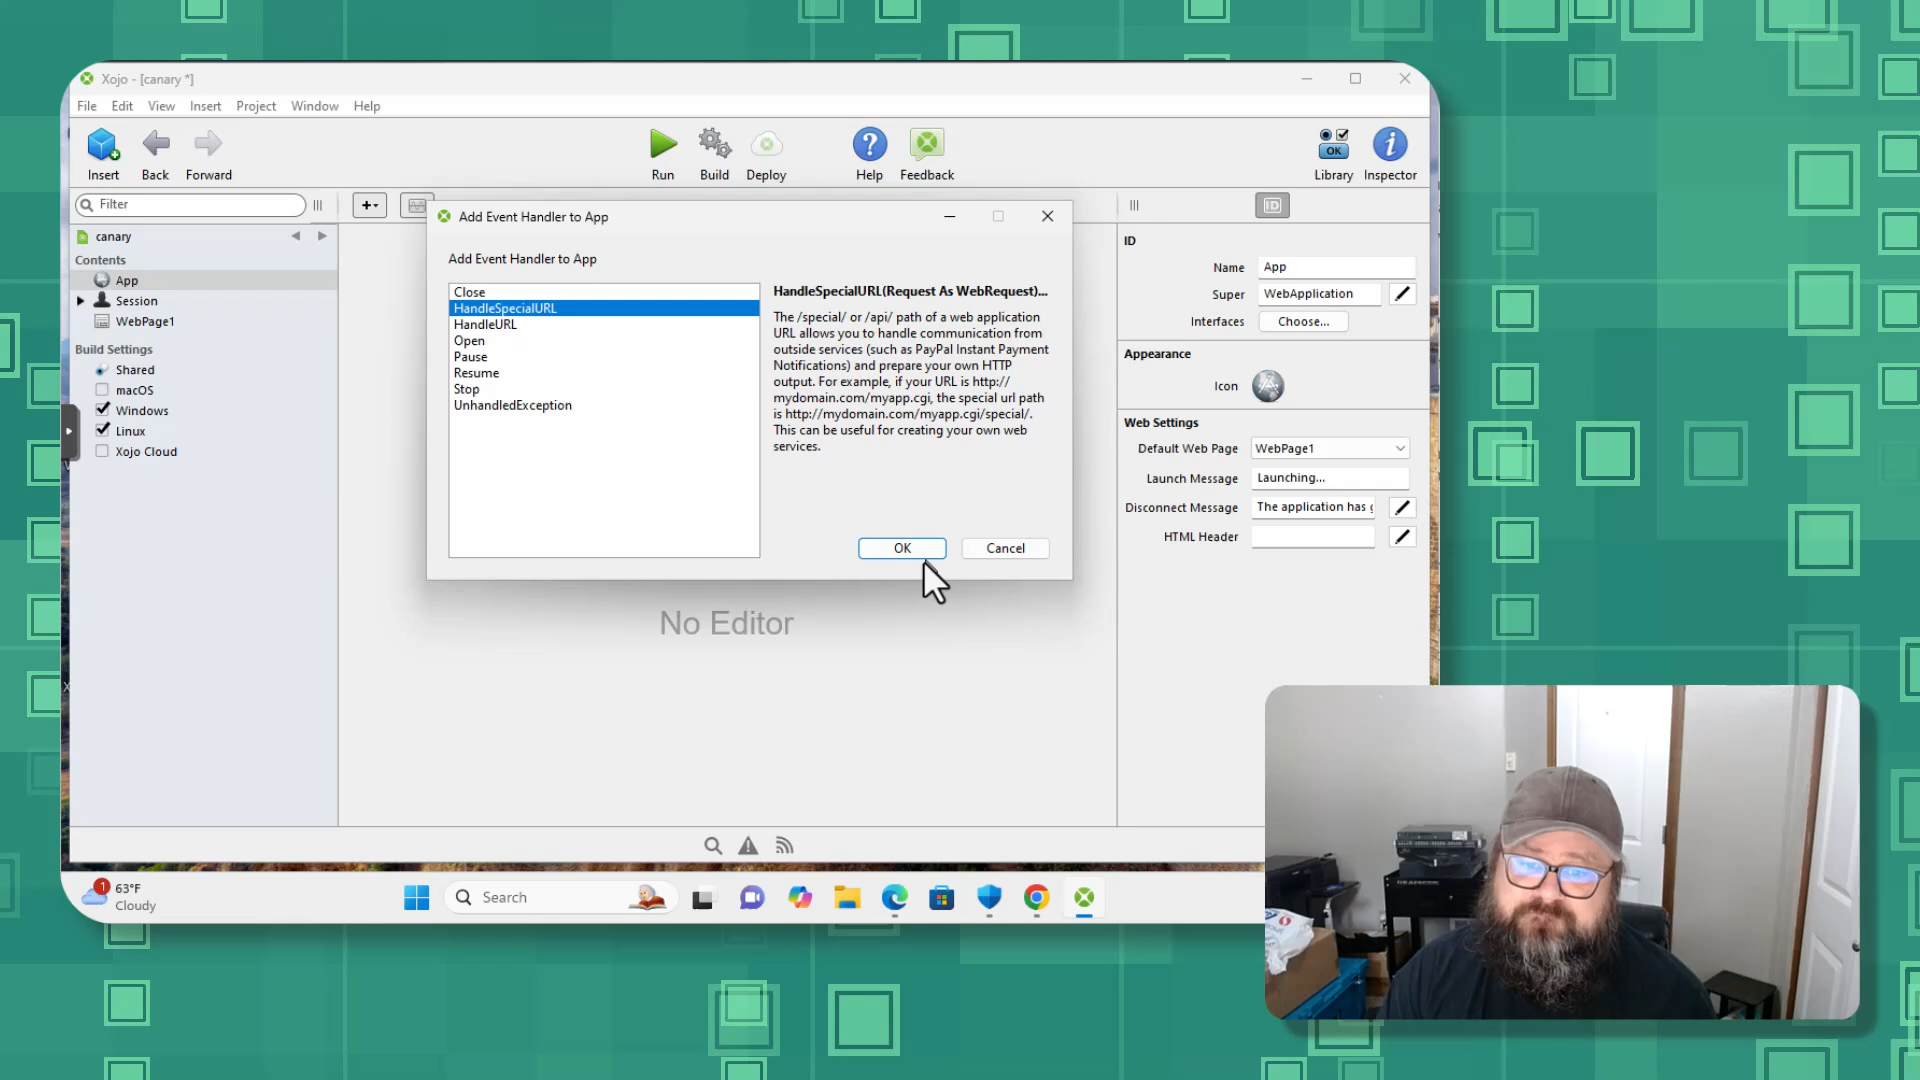 Xojo - [canary *]
File Edit View Insert Project Window Help
Insert Back Forward Run Build Deploy Help Feedback Library Inspector
OK
Filter
ID
canary
Contents
App
Session
WebPage1
Build Settings
Shared
macOS
Windows
Linux
Xojo Cloud
Add Event Handler to App
Add Event Handler to App
Close
HandleSpecialURL
HandleURL
Open
Pause
Resume
Stop
UnhandledException
HandleSpecialURL(Request As WebRequest)...
The /special/ or /api/ path of a web application
URL allows you to handle communication from
outside services (such as PayPal Instant Payment
Notifications) and prepare your own HTTP
output. For example, if your URL is http://
mydomain.com/myapp.cgi, the special url path
is http://mydomain.com/myapp.cgi/special/.
This can be useful for creating your own web
services.
OK Cancel
No Editor
ID
Name App
Super WebApplication
Interfaces Choose...
Appearance
Icon
Web Settings
Default Web Page WebPage1
Launch Message Launching...
Disconnect Message The application has
HTML Header
1
63°F
Cloudy
Search